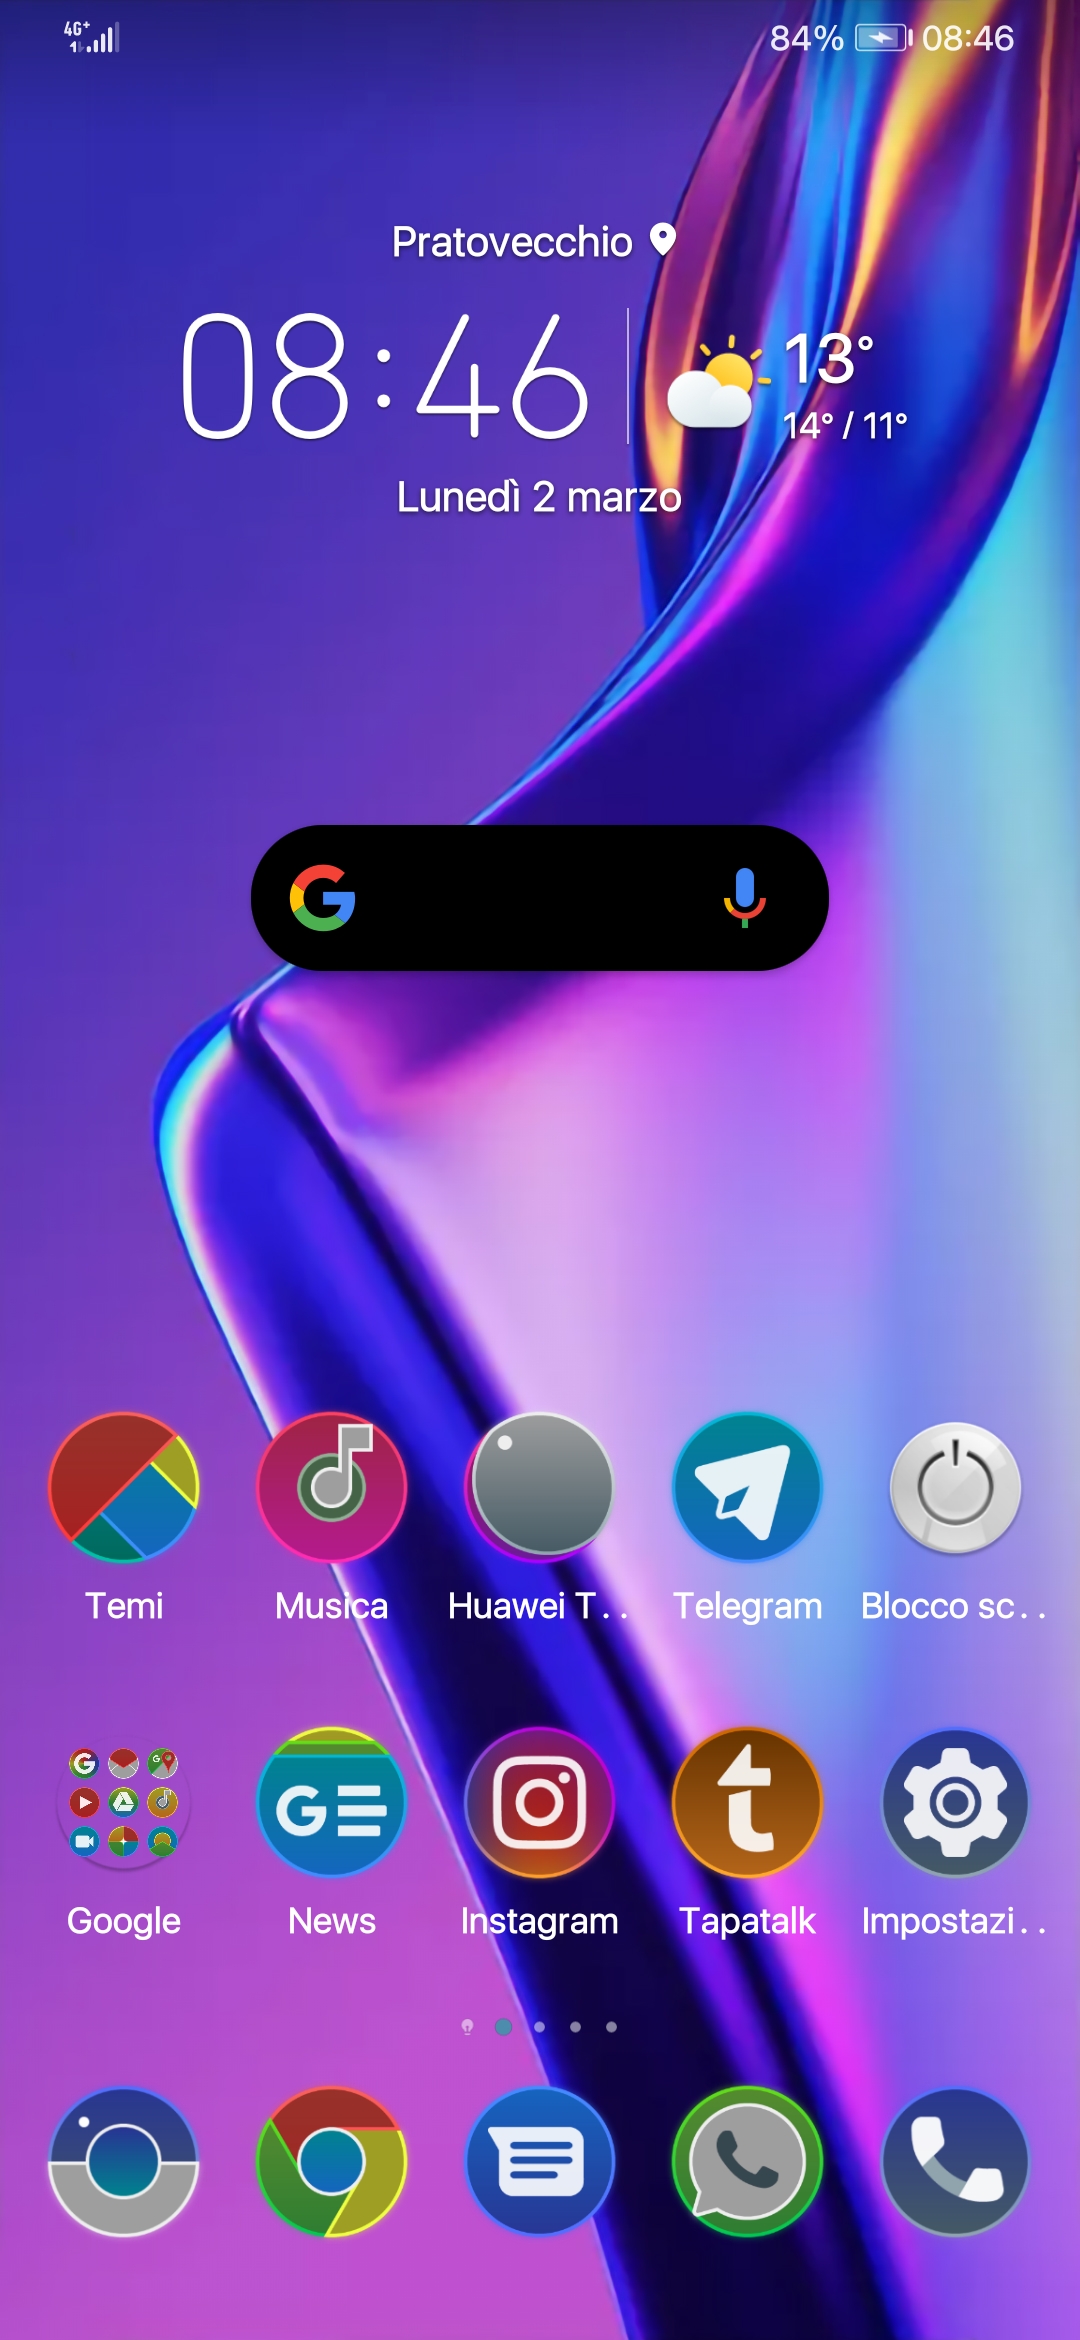 4G+ 84% 08:46
1
Pratovecchio
08:46
13°
14° / 11°
Lunedì 2 marzo
Temi Musica Huawei T.. Telegram Blocco sc..
Google News Instagram Tapatalk Impostazi..